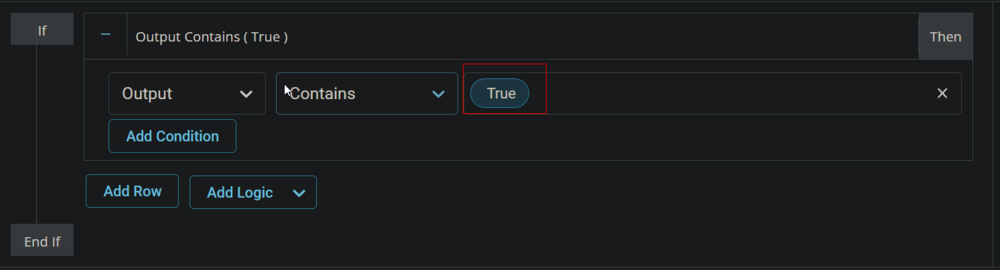 If
Output Contains ( True )
Then
Output
Contains
True
Add Condition
Add Row
Add Logic
End If